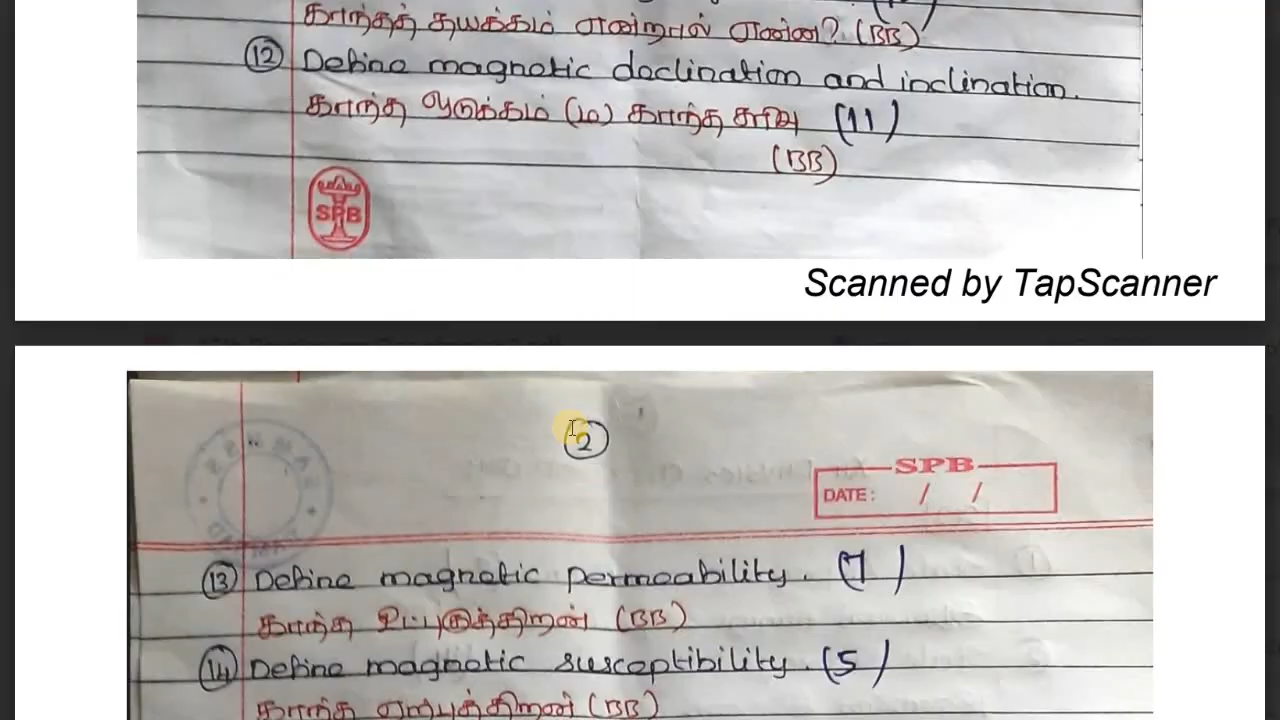 காந்தத் தயக்கம் என்றால் என்ன? (BB)
(12) Define magnetic declination and inclination.
காந்த ஒதுக்கம் (ம) காந்த சரிவு (11)
(BB)
SPB
Scanned by TapScanner
2
SPB
DATE: / /
(13) Define magnetic permeability. (7)
காந்த உட்புகுத்திறன் (BB)
(14) Define magnetic susceptibility. (5)
காந்த ஏற்புத்திறன் (BB)